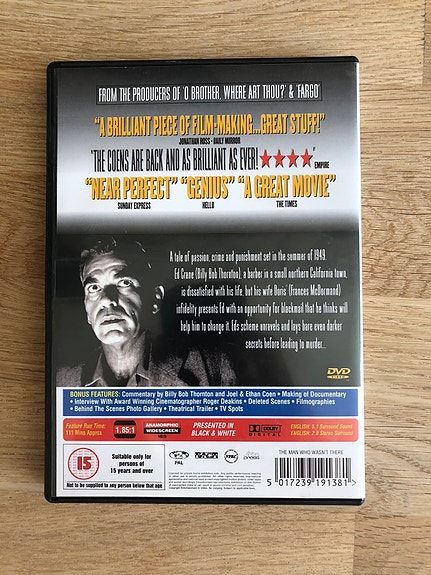 FROM THE PRODUCERS OF 'O BROTHER, WHERE ART THOU?' & 'FARGO'
"A BRILLIANT PIECE OF FILM-MAKING...GREAT STUFF!"
JONATHAN ROSS - DAILY MIRROR
"THE COENS ARE BACK AND AS BRILLIANT AS EVER! ★★★★"
EMPIRE
"NEAR PERFECT" "GENIUS" "A GREAT MOVIE"
SUNDAY EXPRESS HELLO THE TIMES
A tale of passion, crime and punishment set in the summer of 1949.
Ed Crane (Billy Bob Thornton), a barber in a small northern California town,
is dissatisfied with his life, but his wife Doris' (Frances McDormand)
infidelity presents Ed with an opportunity for blackmail that he thinks will
help him to change it. Eds scheme unravels and lays bare even darker
secrets before leading to murder...
DVD
VIDEO
BONUS FEATURES: Commentary by Billy Bob Thornton and Joel & Ethan Coen • Making of Documentary
• Interview With Award Winning Cinematographer Roger Deakins • Deleted Scenes • Filmographies
• Behind The Scenes Photo Gallery • Theatrical Trailer • TV Spots
Feature Run Time:
111 Mins Approx
1.85:1
ANAMORPHIC
WIDESCREEN
16:9
PRESENTED IN
BLACK & WHITE
DOLBY
DIGITAL
ENGLISH: 5.1 Surround Sound
ENGLISH: 2.0 Stereo Surround
15
Suitable only for
persons of
15 years and over
Not to be supplied to any person below that age
PAL
THE MAN WHO WASN'T THERE
5 017239 191381 >